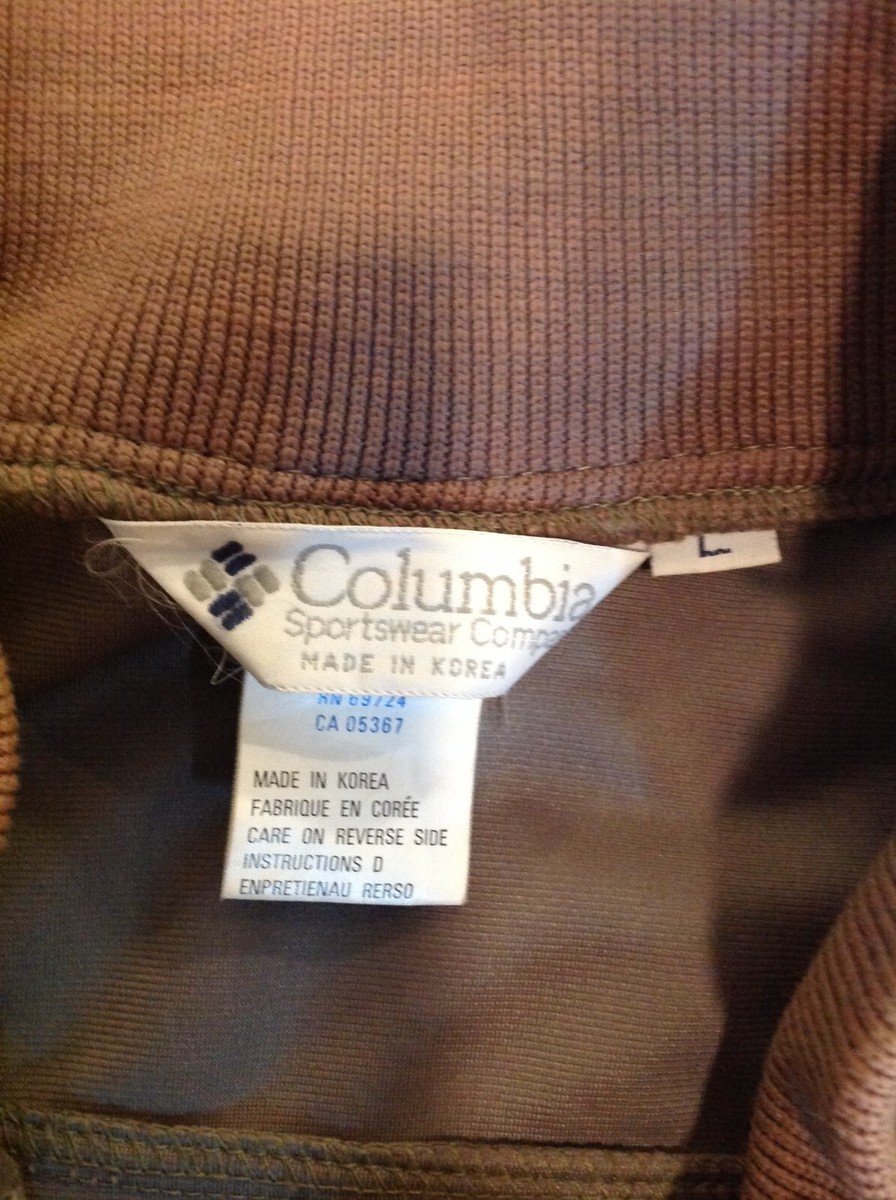 Columbia
Sportswear Compa
MADE IN KOREA
L
RN 69724
CA 05367
MADE IN KOREA
FABRIQUE EN CORÉE
CARE ON REVERSE SIDE
INSTRUCTIONS D
ENPRETIENAU RERSO